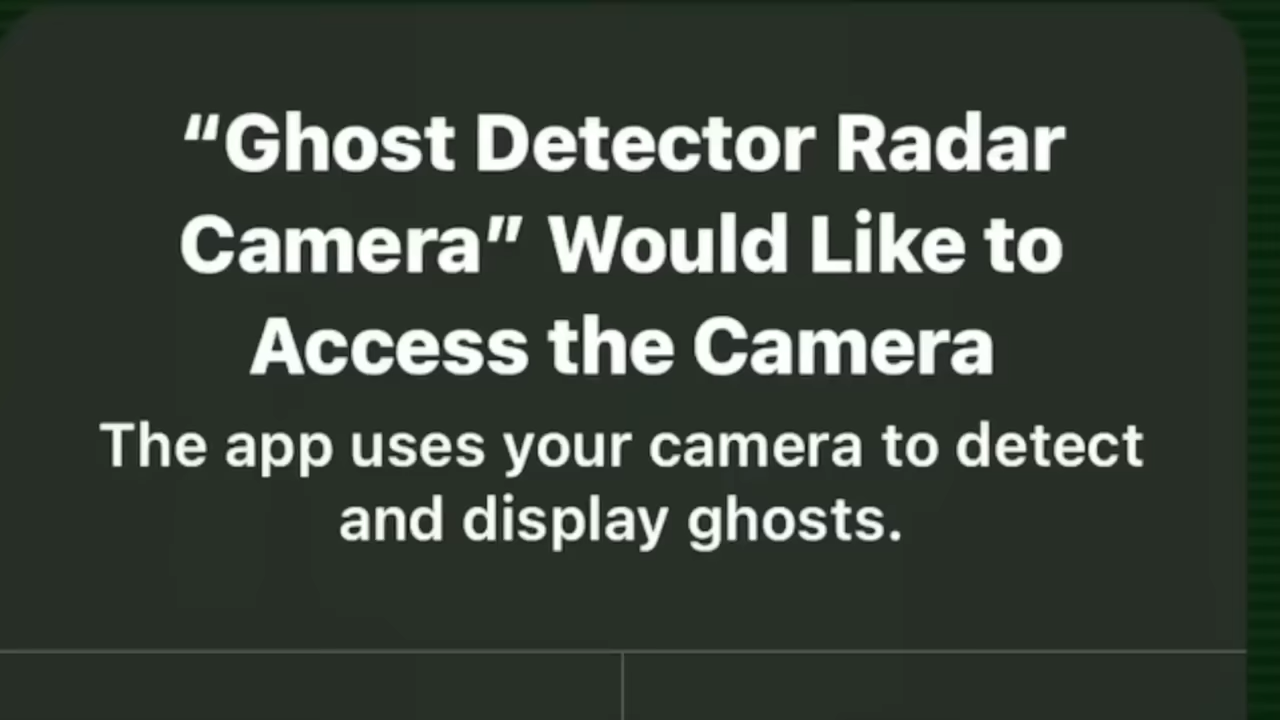 “Ghost Detector Radar
Camera” Would Like to
Access the Camera
The app uses your camera to detect
and display ghosts.